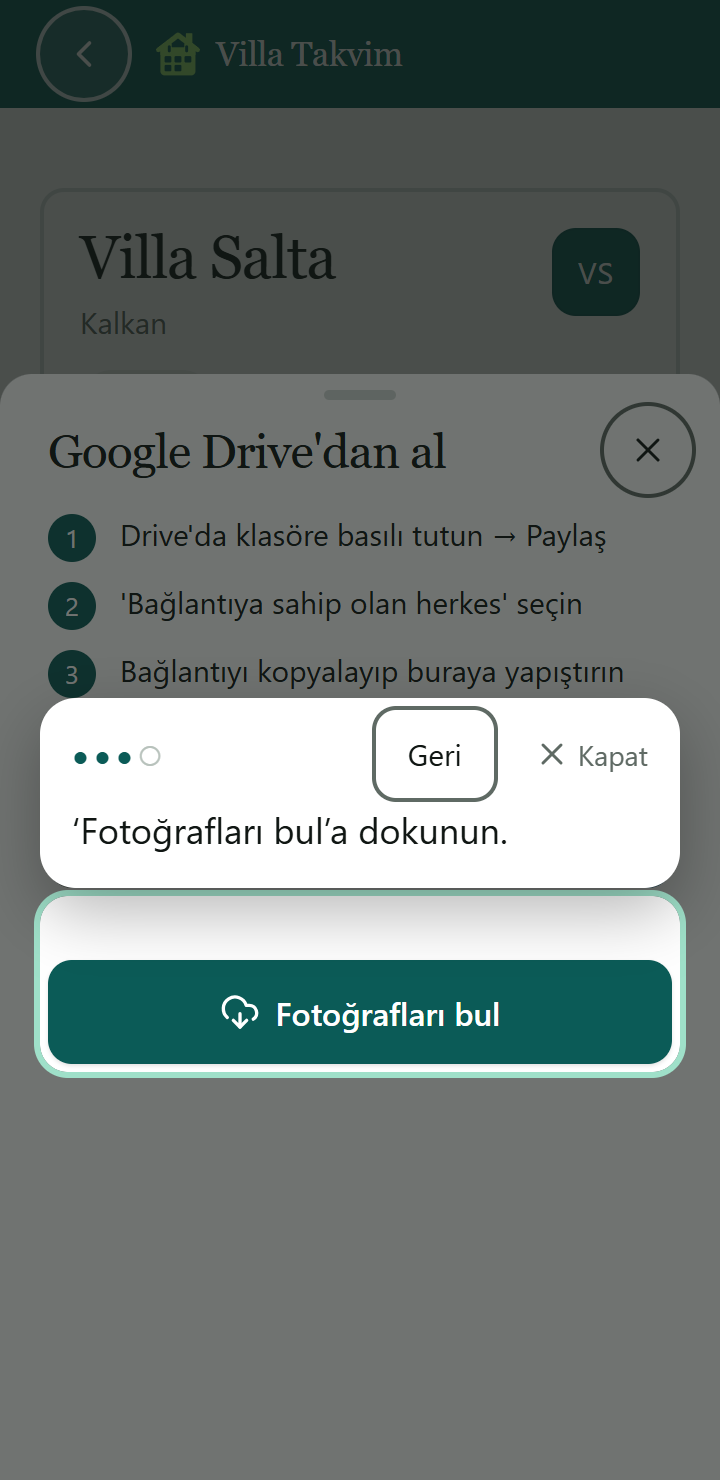 Villa Takvim
Villa Salta
VS
Kalkan
Google Drive'dan al
1 Drive'da klasöre basılı tutun → Paylaş
2 'Bağlantıya sahip olan herkes' seçin
3 Bağlantıyı kopyalayıp buraya yapıştırın
Geri
Kapat
‘Fotoğrafları bul’a dokunun.
Fotoğrafları bul